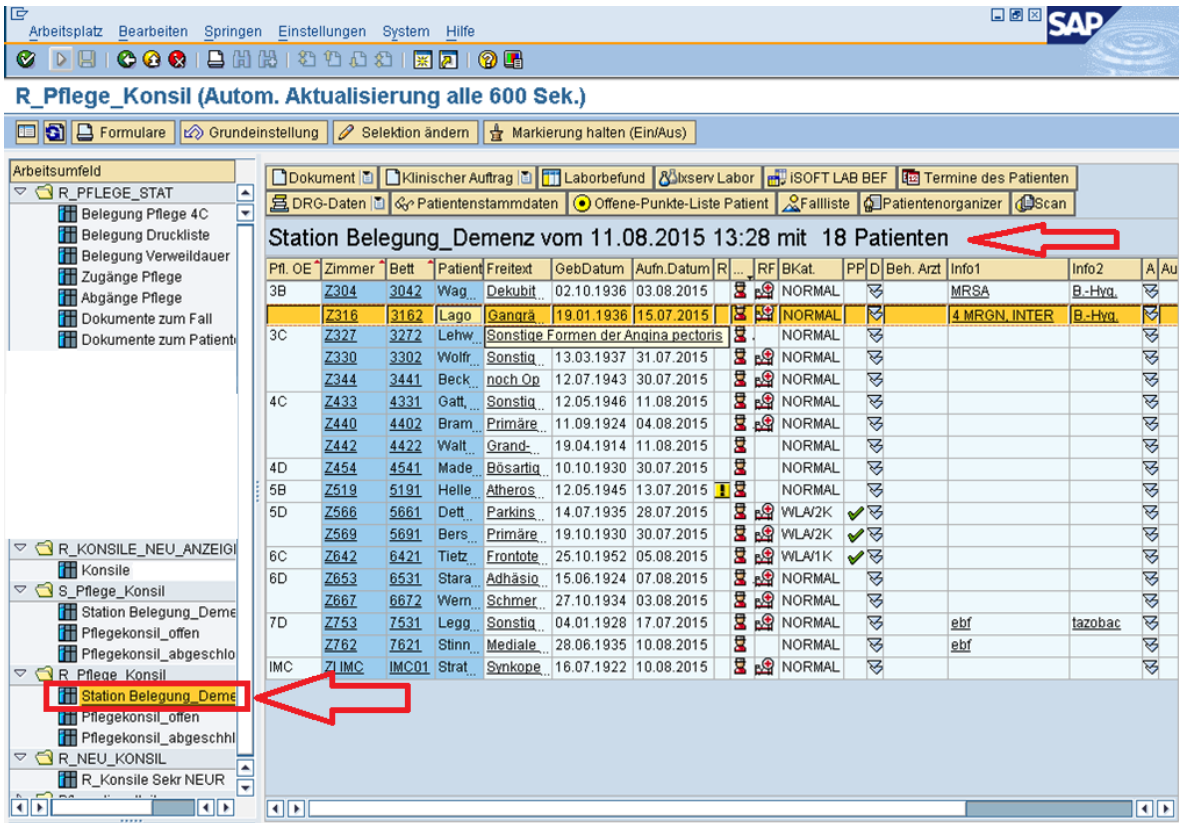 Arbeitsplatz Bearbeiten Springen Einstellungen System Hilfe
SAP
R_Pflege_Konsil (Autom. Aktualisierung alle 600 Sek.)
Formulare Grundeinstellung Selektion ändern Markierung halten (Ein/Aus)
Arbeitsumfeld
R_PFLEGE_STAT
Belegung Pflege 4C
Belegung Druckliste
Belegung Verweildauer
Zugänge Pflege
Abgänge Pflege
Dokumente zum Fall
Dokumente zum Patient
R_KONSILE_NEU_ANZEIGI
Konsile
S_Pflege_Konsil
Station Belegung_Deme
Pflegekonsil_offen
Pflegekonsil_abgeschlo
R_Pflege_Konsil
Station Belegung_Deme
Pflegekonsil_offen
Pflegekonsil_abgeschhl
R_NEU_KONSIL
R_Konsile Sekr NEUR
Dokument Klinischer Auftrag Laborbefund Ixserv Labor iSOFT LAB BEF Termine des Patienten
DRG-Daten Patientenstammdaten Offene-Punkte-Liste Patient Fallliste Patientenorganizer Scan
Station Belegung_Demenz vom 11.08.2015 13:28 mit 18 Patienten
Pfl. OE Zimmer Bett Patient Freitext GebDatum Aufn.Datum R ... RF BKat. PP D Beh. Arzt Info1 Info2 A Au
3B Z304 3042 Wag... Dekubit... 02.10.1936 03.08.2015 NORMAL MRSA B.-Hyg.
Z316 3162 Lago Gangrä... 19.01.1936 15.07.2015 NORMAL 4 MRGN, INTER B.-Hyg.
3C Z327 3272 Lehw Sonstige Formen der Angina pectoris . NORMAL
Z330 3302 Wolfr... Sonstig... 13.03.1937 31.07.2015 NORMAL
Z344 3441 Beck... noch Op 12.07.1943 30.07.2015 NORMAL
4C Z433 4331 Gatt,... Sonstig... 12.05.1946 11.08.2015 NORMAL
Z440 4402 Bram... Primäre... 11.09.1924 04.08.2015 NORMAL
Z442 4422 Walt... Grand-... 19.04.1914 11.08.2015 NORMAL
4D Z454 4541 Made... Bösartig... 10.10.1930 30.07.2015 NORMAL
5B Z519 5191 Helle... Atheros... 12.05.1945 13.07.2015 NORMAL
5D Z566 5661 Dett... Parkins... 14.07.1935 28.07.2015 WLA/2K
Z569 5691 Bers... Primäre... 19.10.1930 30.07.2015 WLA/2K
6C Z642 6421 Tietz... Frontote... 25.10.1952 05.08.2015 WLA/1K
6D Z653 6531 Stara... Adhäsio... 15.06.1924 07.08.2015 NORMAL
Z667 6672 Wern... Schmer... 27.10.1934 03.08.2015 NORMAL
7D Z753 7531 Legg... Sonstig... 04.01.1928 17.07.2015 NORMAL ebf tazobac
Z762 7621 Stinn... Mediale... 28.06.1935 10.08.2015 NORMAL ebf
IMC ZI IMC IMC01 Strat... Synkope... 16.07.1922 10.08.2015 NORMAL